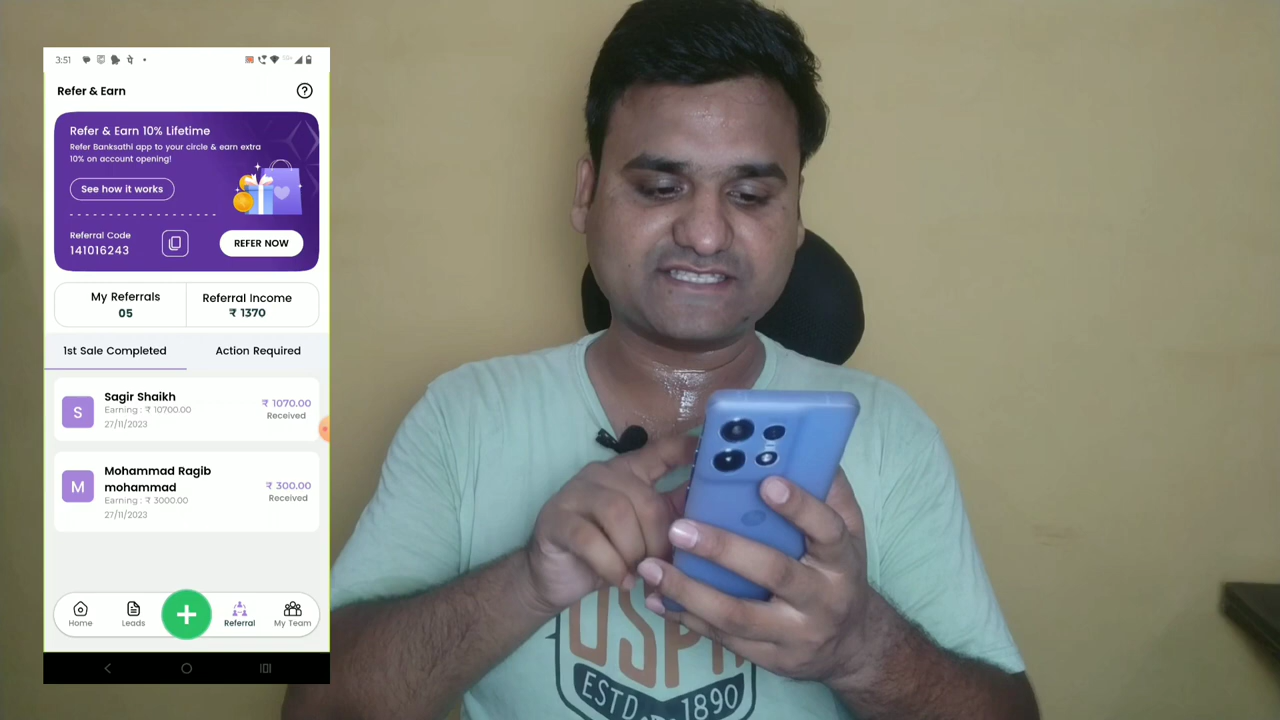 3:51
Refer & Earn
Refer & Earn 10% Lifetime
Refer Banksathi app to your circle & earn extra
10% on account opening!
See how it works
Referral Code
141016243
REFER NOW
My Referrals
05
Referral Income
₹ 1370
1st Sale Completed
Action Required
S
Sagir Shaikh
Earning : ₹ 10700.00
27/11/2023
₹ 1070.00
Received
M
Mohammad Ragib
mohammad
Earning : ₹ 3000.00
27/11/2023
₹ 300.00
Received
Home
Leads
Referral
My Team
USPA
ESTD. 1890